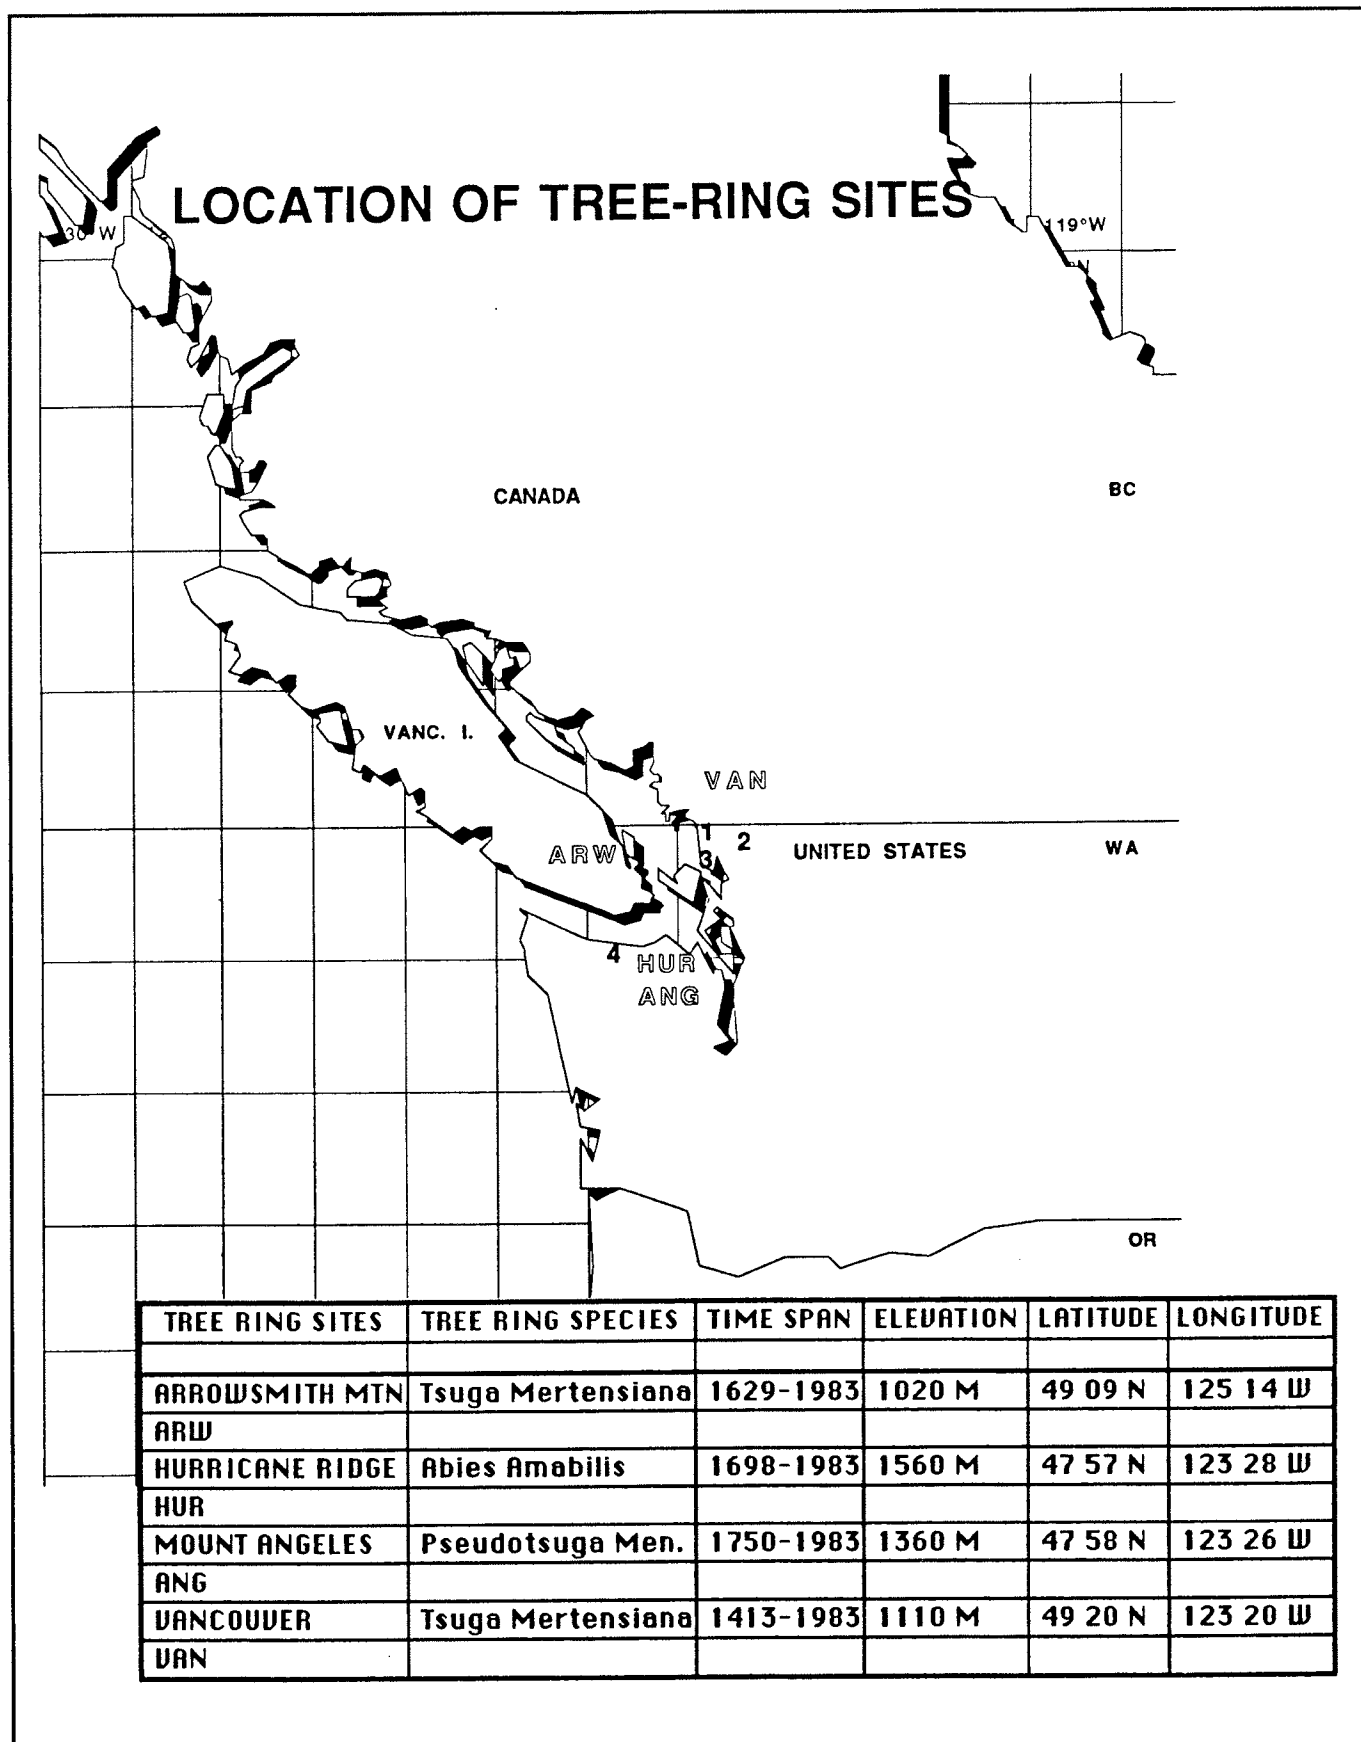 LOCATION OF TREE-RING SITES
30°W
119°W
N
CANADA
BC
VANC. I.
VAN
1
2
UNITED STATES
WA
ARW
3
4
HUR
ANG
OR
TREE RING SITES TREE RING SPECIES TIME SPAN ELEVATION LATITUDE LONGITUDE
ARROWSMITH MTN Tsuga Mertensiana 1629-1983 1020 M 49 09 N 125 14 W
ARW
HURRICANE RIDGE Abies Amabilis 1698-1983 1560 M 47 57 N 123 28 W
HUR
MOUNT ANGELES Pseudotsuga Men. 1750-1983 1360 M 47 58 N 123 26 W
ANG
VANCOUVER Tsuga Mertensiana 1413-1983 1110 M 49 20 N 123 20 W
VAN